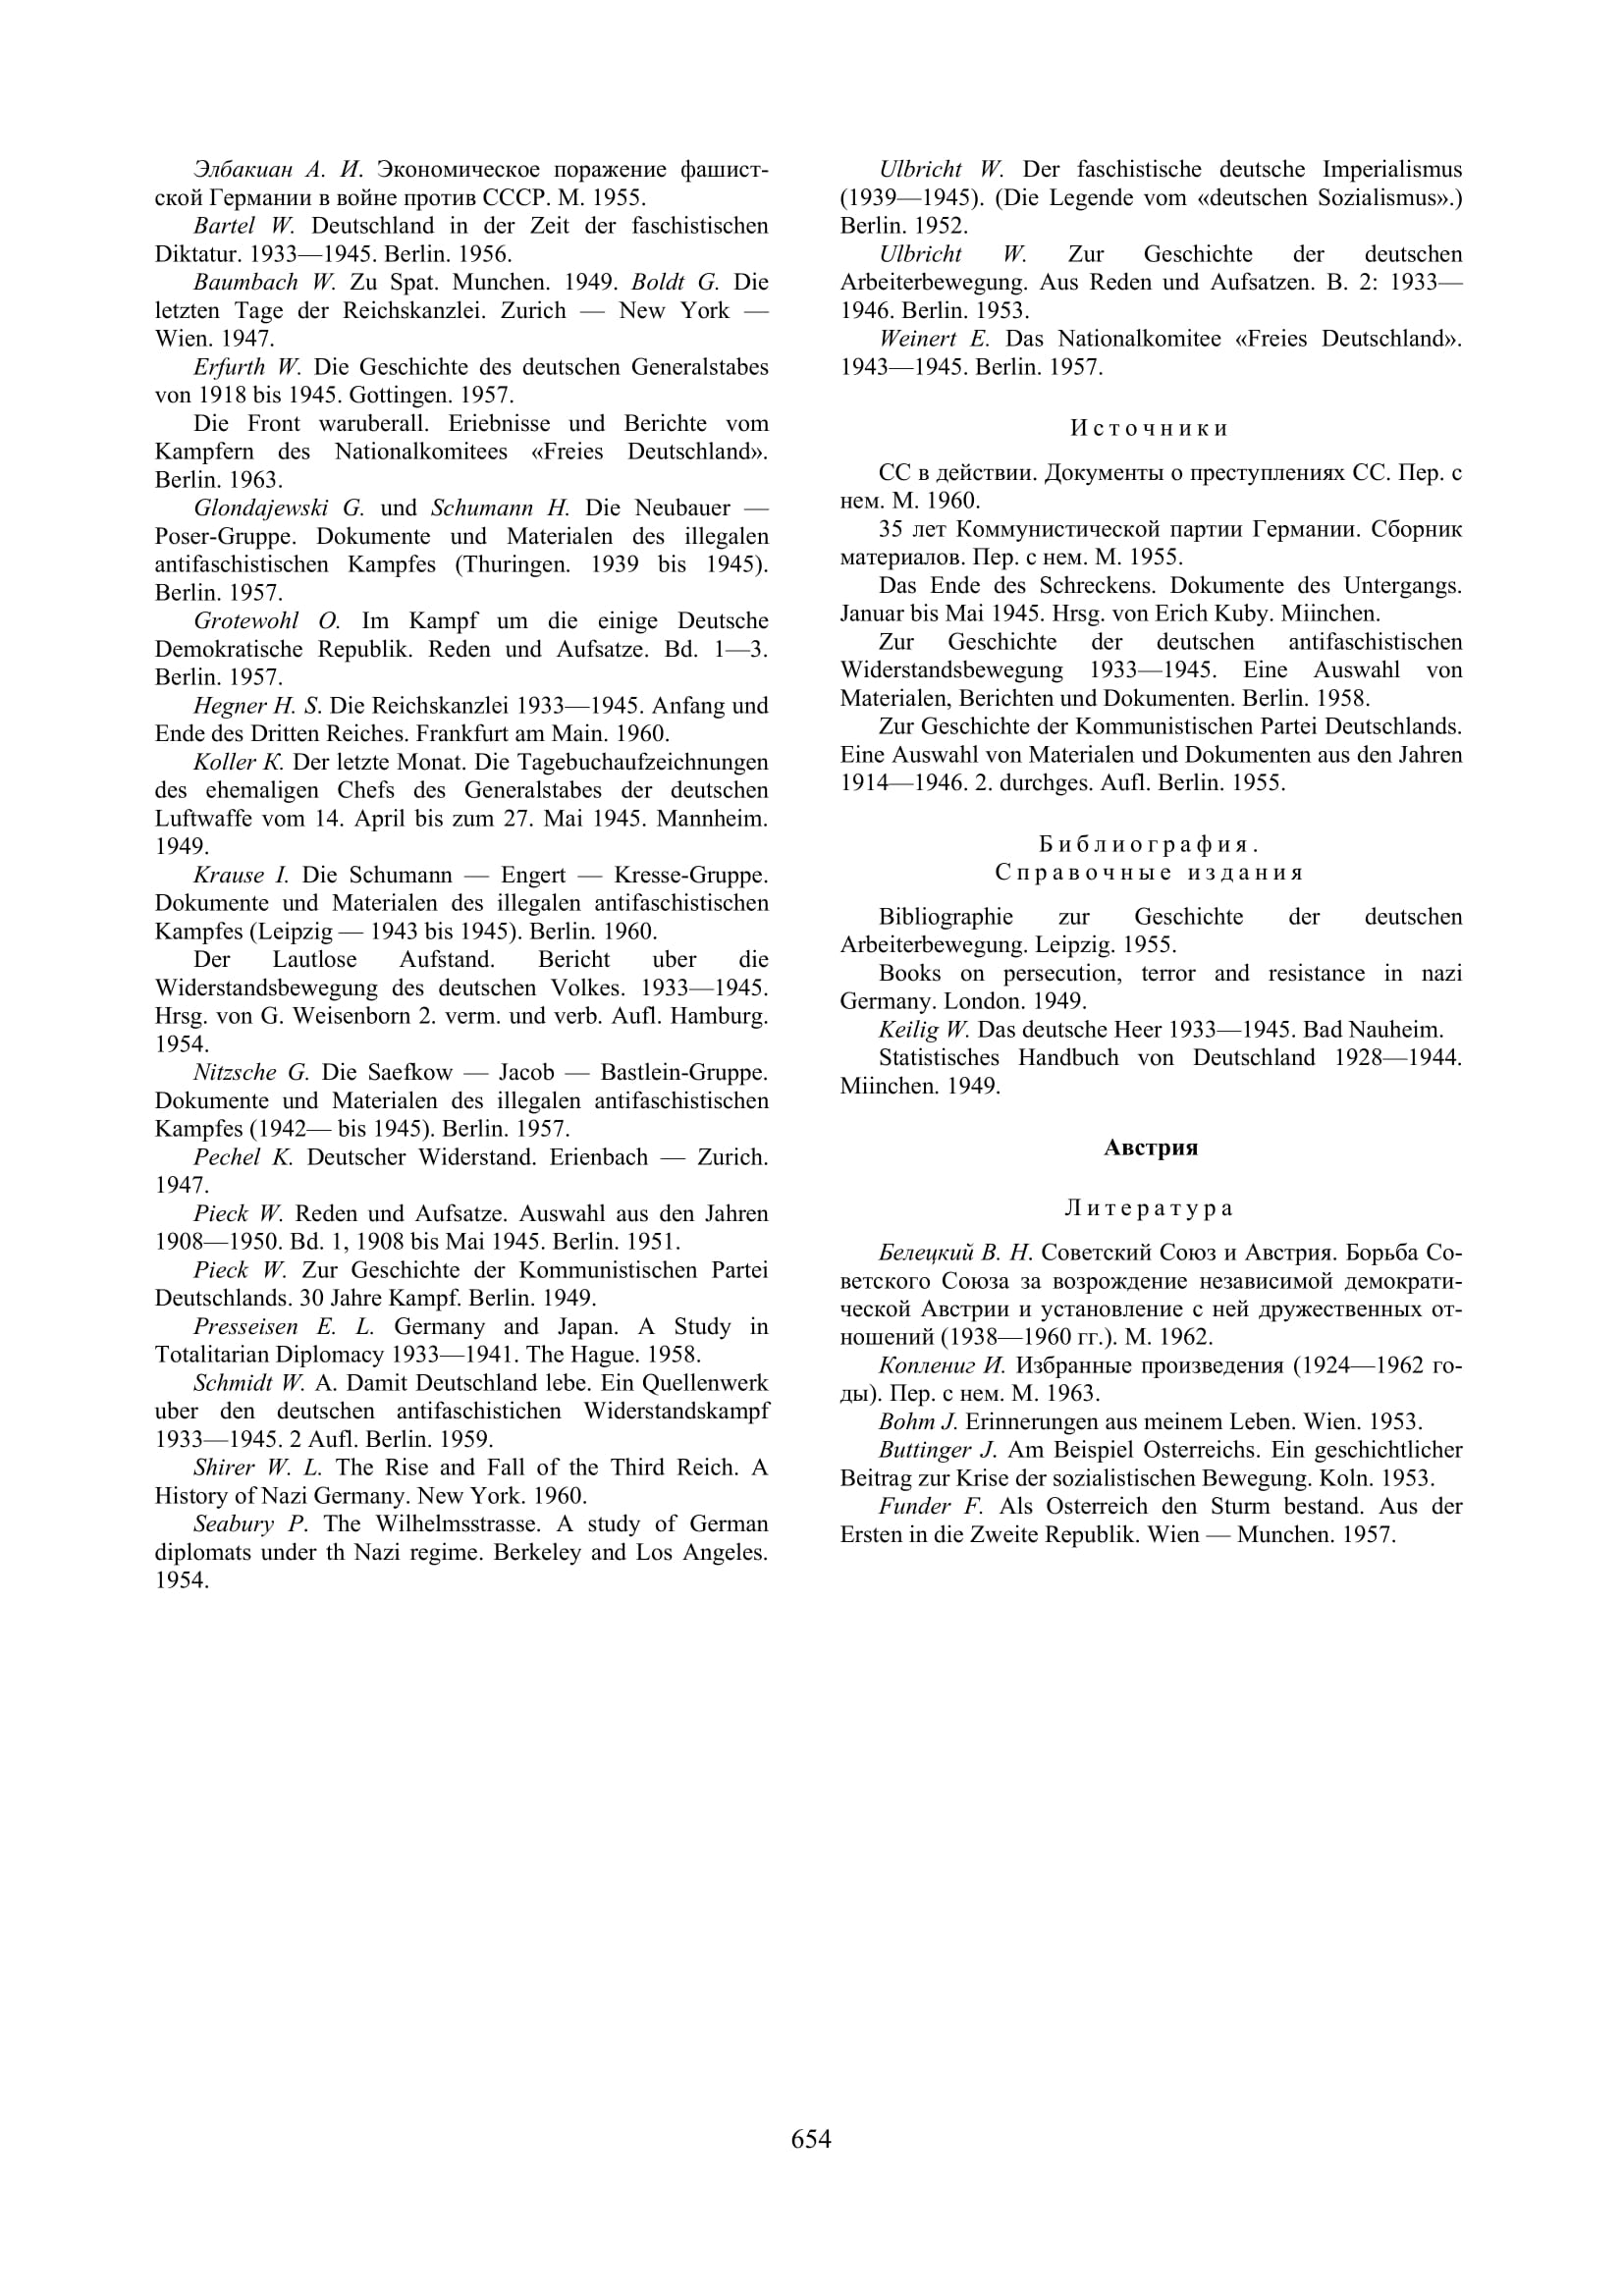 Элбакиан А. И. Экономическое поражение фашист-
ской Германии в войне против СССР. М. 1955.
Bartel W. Deutschland in der Zeit der faschistischen
Diktatur. 1933—1945. Berlin. 1956.
Baumbach W. Zu Spat. Munchen. 1949. Boldt G. Die
letzten Tage der Reichskanzlei. Zurich — New York —
Wien. 1947.
Erfurth W. Die Geschichte des deutschen Generalstabes
von 1918 bis 1945. Gottingen. 1957.
Die Front waruberall. Eriebnisse und Berichte vom
Kampfern des Nationalkomitees «Freies Deutschland».
Berlin. 1963.
Glondajewski G. und Schumann H. Die Neubauer —
Poser-Gruppe. Dokumente und Materialen des illegalen
antifaschistischen Kampfes (Thuringen. 1939 bis 1945).
Berlin. 1957.
Grotewohl O. Im Kampf um die einige Deutsche
Demokratische Republik. Reden und Aufsatze. Bd. 1—3.
Berlin. 1957.
Hegner H. S. Die Reichskanzlei 1933—1945. Anfang und
Ende des Dritten Reiches. Frankfurt am Main. 1960.
Koller К. Der letzte Monat. Die Tagebuchaufzeichnungen
des ehemaligen Chefs des Generalstabes der deutschen
Luftwaffe vom 14. April bis zum 27. Mai 1945. Mannheim.
1949.
Krause I. Die Schumann — Engert — Kresse-Gruppe.
Dokumente und Materialen des illegalen antifaschistischen
Kampfes (Leipzig — 1943 bis 1945). Berlin. 1960.
Der Lautlose Aufstand. Bericht uber die
Widerstandsbewegung des deutschen Volkes. 1933—1945.
Hrsg. von G. Weisenborn 2. verm. und verb. Aufl. Hamburg.
1954.
Nitzsche G. Die Saefkow — Jacob — Bastlein-Gruppe.
Dokumente und Materialen des illegalen antifaschistischen
Kampfes (1942— bis 1945). Berlin. 1957.
Pechel K. Deutscher Widerstand. Erienbach — Zurich.
1947.
Pieck W. Reden und Aufsatze. Auswahl aus den Jahren
1908—1950. Bd. 1, 1908 bis Mai 1945. Berlin. 1951.
Pieck W. Zur Geschichte der Kommunistischen Partei
Deutschlands. 30 Jahre Kampf. Berlin. 1949.
Presseisen E. L. Germany and Japan. A Study in
Totalitarian Diplomacy 1933—1941. The Hague. 1958.
Schmidt W. A. Damit Deutschland lebe. Ein Quellenwerk
uber den deutschen antifaschistichen Widerstandskampf
1933—1945. 2 Aufl. Berlin. 1959.
Shirer W. L. The Rise and Fall of the Third Reich. A
History of Nazi Germany. New York. 1960.
Seabury P. The Wilhelmsstrasse. A study of German
diplomats under th Nazi regime. Berkeley and Los Angeles.
1954.
Ulbricht W. Der faschistische deutsche Imperialismus
(1939—1945). (Die Legende vom «deutschen Sozialismus».)
Berlin. 1952.
Ulbricht W. Zur Geschichte der deutschen
Arbeiterbewegung. Aus Reden und Aufsatzen. B. 2: 1933—
1946. Berlin. 1953.
Weinert E. Das Nationalkomitee «Freies Deutschland».
1943—1945. Berlin. 1957.
Источники
СС в действии. Документы о преступлениях СС. Пер. с
нем. М. 1960.
35 лет Коммунистической партии Германии. Сборник
материалов. Пер. с нем. М. 1955.
Das Ende des Schreckens. Dokumente des Untergangs.
Januar bis Mai 1945. Hrsg. von Erich Kuby. Miinchen.
Zur Geschichte der deutschen antifaschistischen
Widerstandsbewegung 1933—1945. Eine Auswahl von
Materialen, Berichten und Dokumenten. Berlin. 1958.
Zur Geschichte der Kommunistischen Partei Deutschlands.
Eine Auswahl von Materialen und Dokumenten aus den Jahren
1914—1946. 2. durchges. Aufl. Berlin. 1955.
Библиография.
Справочные издания
Bibliographie zur Geschichte der deutschen
Arbeiterbewegung. Leipzig. 1955.
Books on persecution, terror and resistance in nazi
Germany. London. 1949.
Keilig W. Das deutsche Heer 1933—1945. Bad Nauheim.
Statistisches Handbuch von Deutschland 1928—1944.
Miinchen. 1949.
Австрия
Литература
Белецкий В. Н. Советский Союз и Австрия. Борьба Со-
ветского Союза за возрождение независимой демократи-
ческой Австрии и установление с ней дружественных от-
ношений (1938—1960 гг.). М. 1962.
Коплениг И. Избранные произведения (1924—1962 го-
ды). Пер. с нем. М. 1963.
Bohm J. Erinnerungen aus meinem Leben. Wien. 1953.
Buttinger J. Am Beispiel Osterreichs. Ein geschichtlicher
Beitrag zur Krise der sozialistischen Bewegung. Koln. 1953.
Funder F. Als Osterreich den Sturm bestand. Aus der
Ersten in die Zweite Republik. Wien — Munchen. 1957.
654